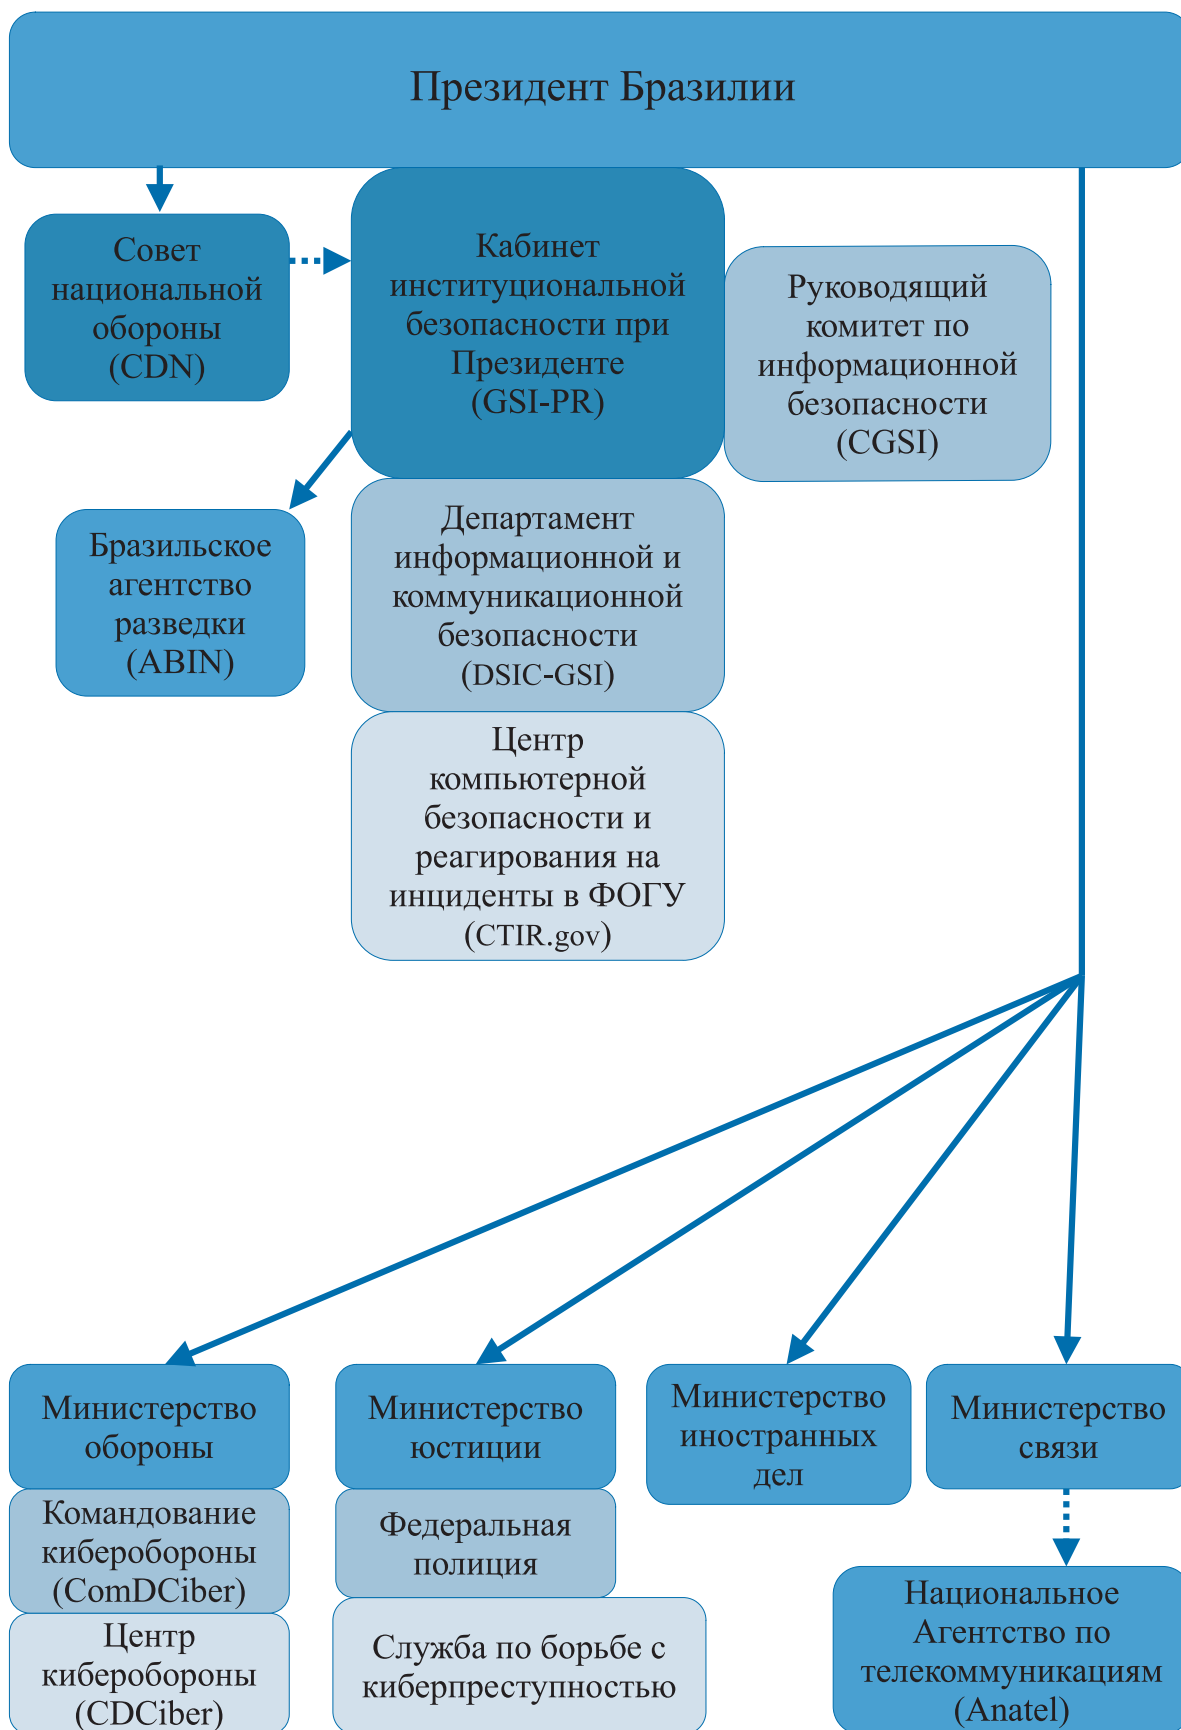 Президент Бразилии
Совет
национальной
обороны
(CDN)
Кабинет
институциональной
безопасности при
Президенте
(GSI-PR)
Руководящий
комитет по
информационной
безопасности
(CGSI)
Бразильское
агентство
разведки
(ABIN)
Департамент
информационной и
коммуникационной
безопасности
(DSIC-GSI)
Центр
компьютерной
безопасности и
реагирования на
инциденты в ФОГУ
(CTIR.gov)
Министерство
обороны
Командование
киберобороны
(ComDCiber)
Центр
киберобороны
(CDCiber)
Министерство
юстиции
Федеральная
полиция
Служба по борьбе с
киберпреступностью
Министерство
иностранных
дел
Министерство
связи
Национальное
Агентство по
телекоммуникациям
(Anatel)